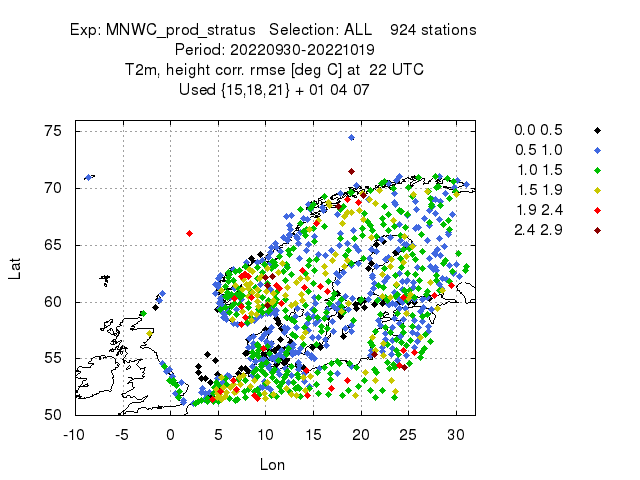 Exp: MNWC_prod_stratus   Selection: ALL    924 stations
Period: 20220930-20221019
T2m, height corr. rmse [deg C] at  22 UTC
Used {15,18,21} + 01 04 07
0.0 0.5
0.5 1.0
1.0 1.5
1.5 1.9
1.9 2.4
2.4 2.9
75
70
65
60
55
50
Lat
-10 -5 0 5 10 15 20 25 30
Lon